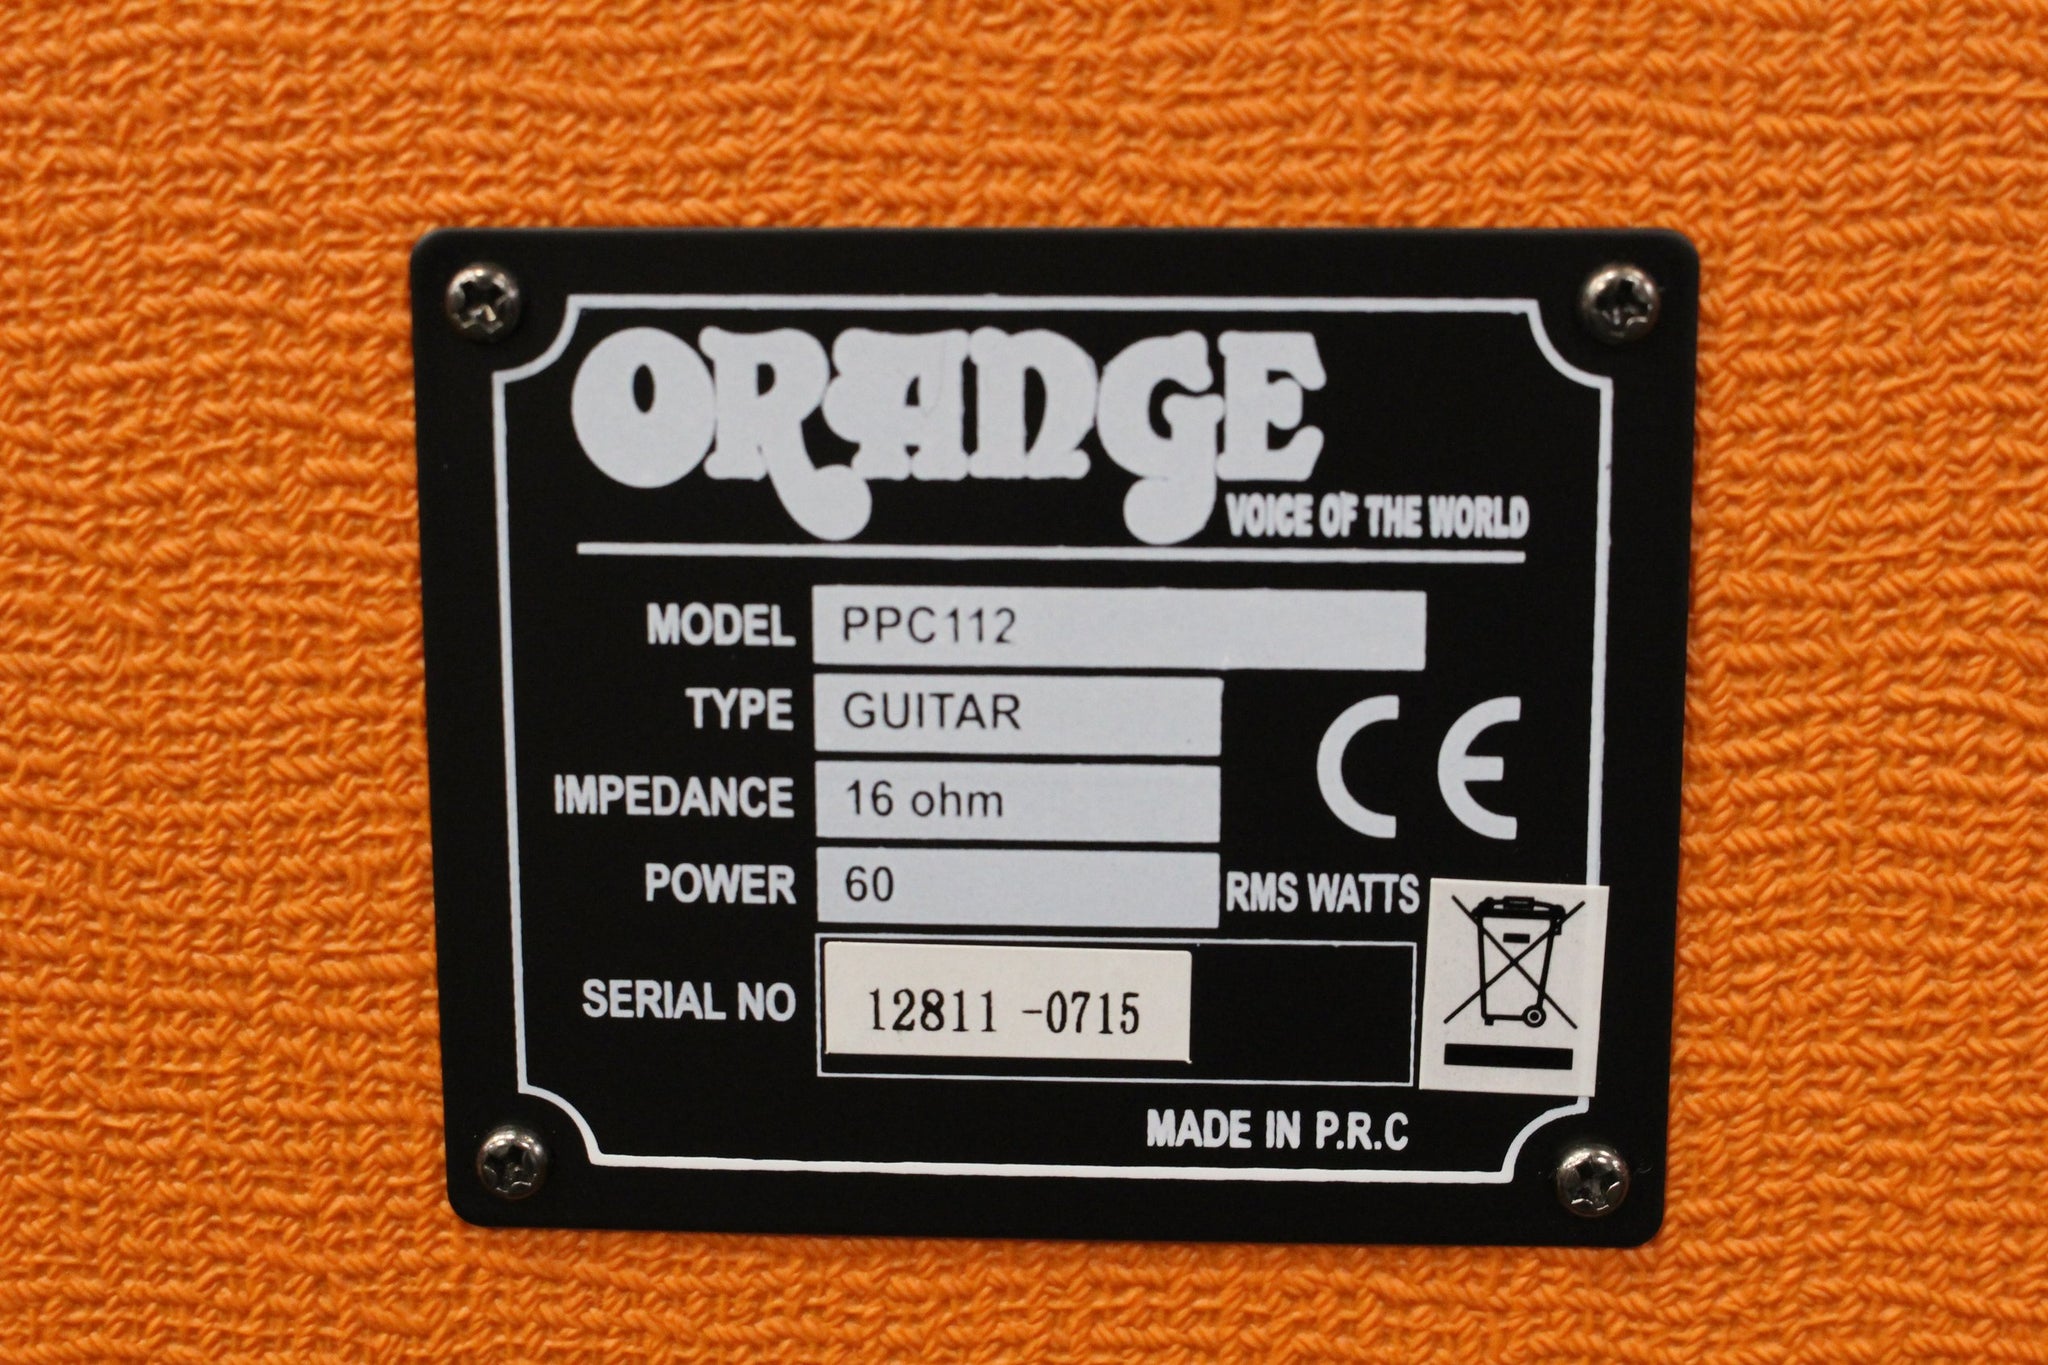 ORANGE
VOICE OF THE WORLD
MODEL PPC112
TYPE GUITAR
IMPEDANCE 16 ohm
POWER 60 RMS WATTS
SERIAL NO 12811 -0715
CE
MADE IN P.R.C